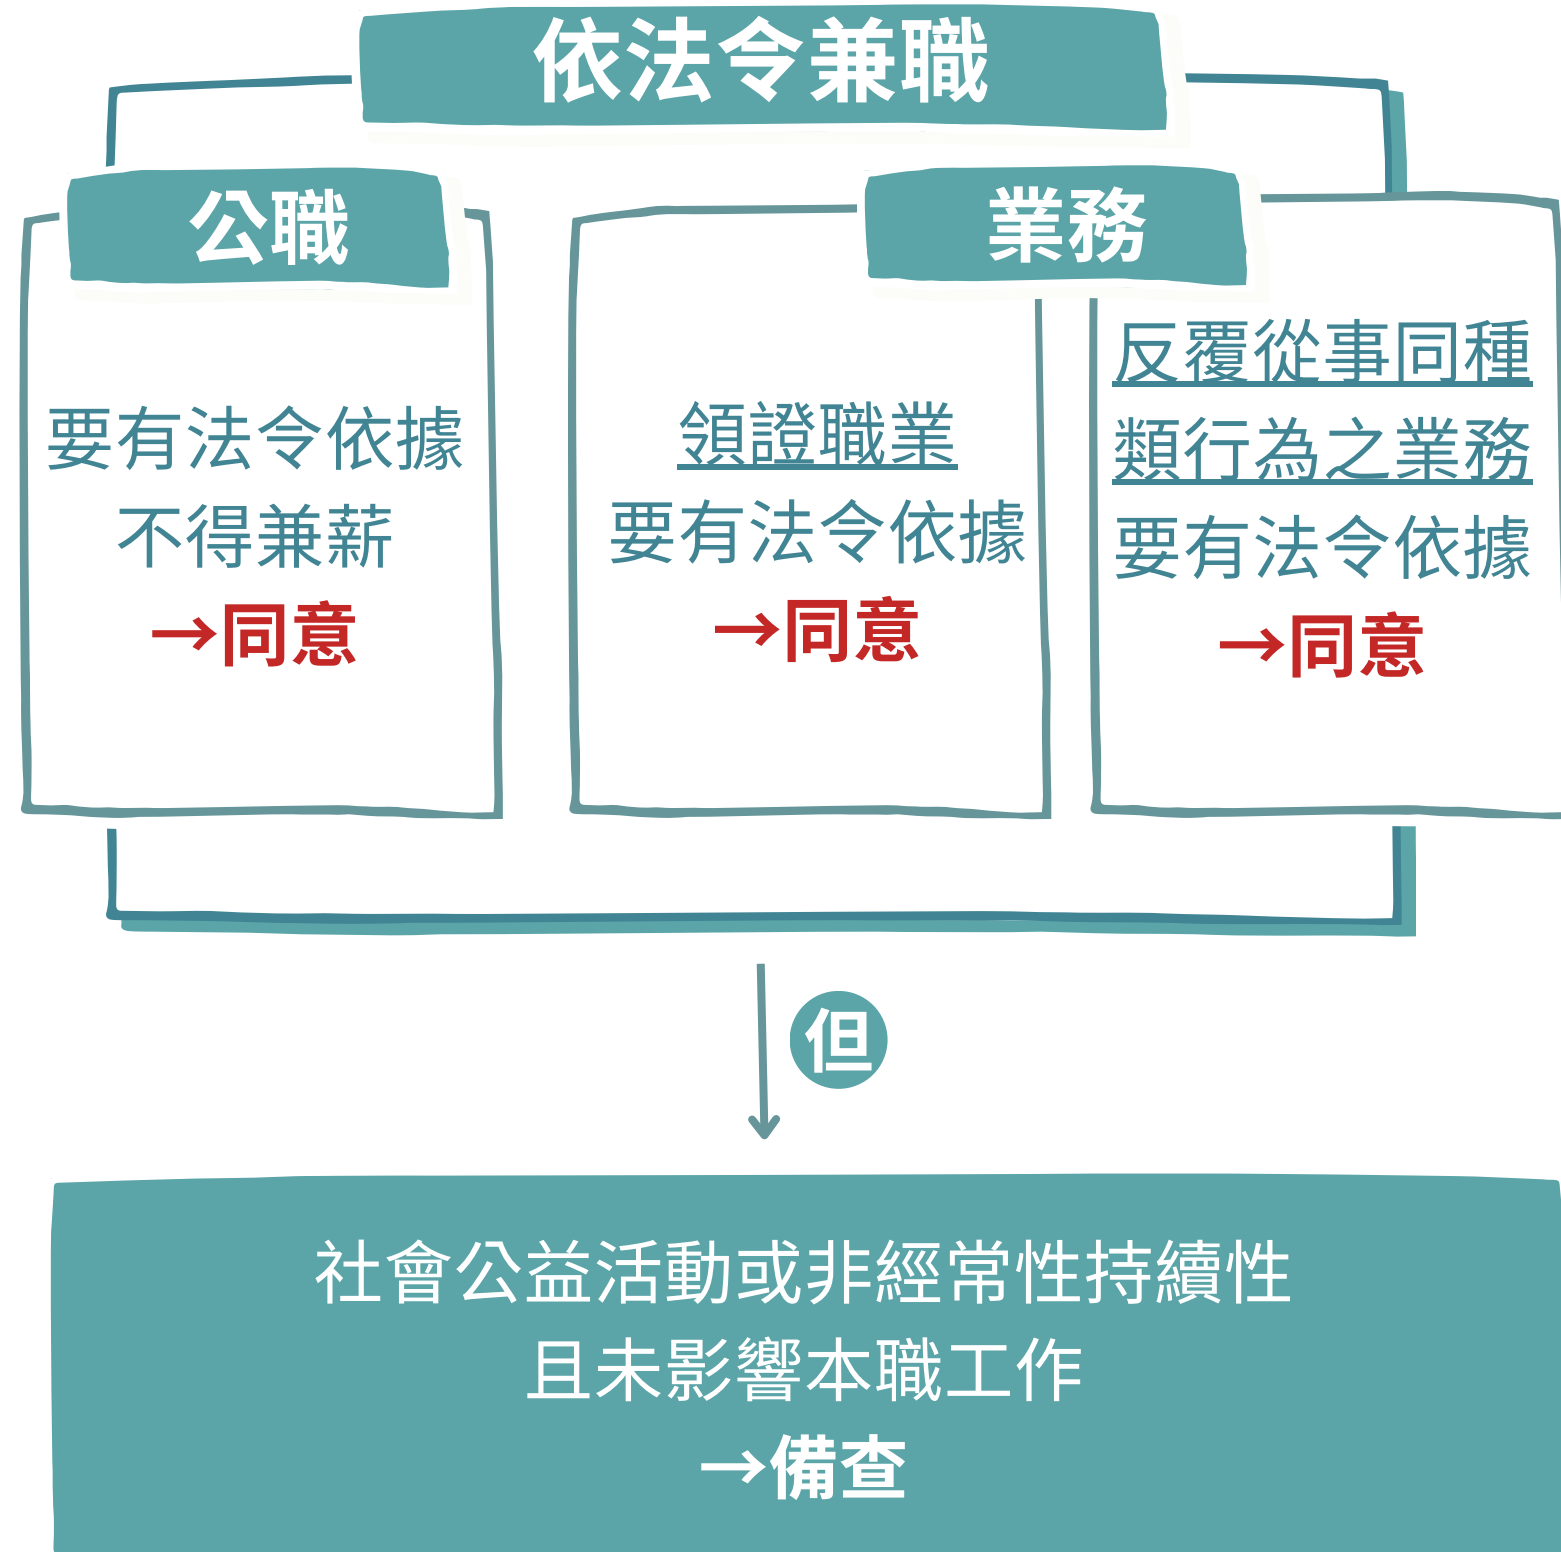 依法令兼職
公職
要有法令依據
不得兼薪
→同意
業務
領證職業
要有法令依據
→同意
反覆從事同種
類行為之業務
要有法令依據
→同意
但
社會公益活動或非經常性持續性
且未影響本職工作
→備查